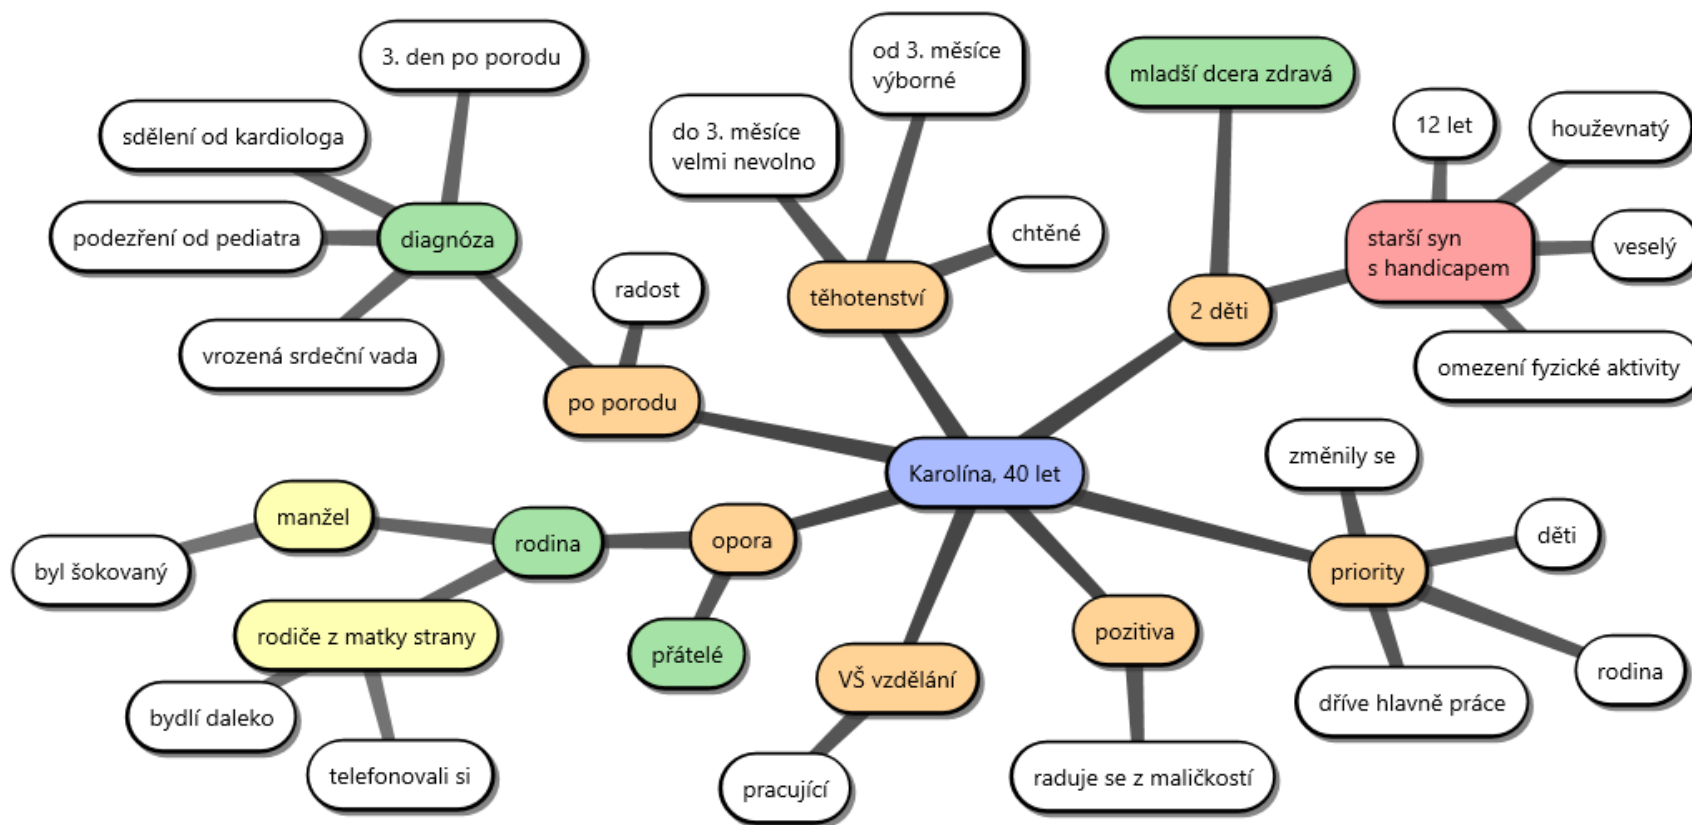 3. den po porodu
sdělení od kardiologa
podezření od pediatra
diagnóza
vrozená srdeční vada
radost
po porodu
do 3. měsíce
velmi nevolno
od 3. měsíce
výborné
chtěné
těhotenství
mladší dcera zdravá
2 děti
12 let
houževnatý
starší syn
s handicapem
veselý
omezení fyzické aktivity
Karolína, 40 let
manžel
byl šokovaný
rodina
opora
rodiče z matky strany
přátelé
bydlí daleko
telefonovali si
VŠ vzdělání
pracující
pozitiva
raduje se z maličkostí
změnily se
děti
priority
rodina
dříve hlavně práce